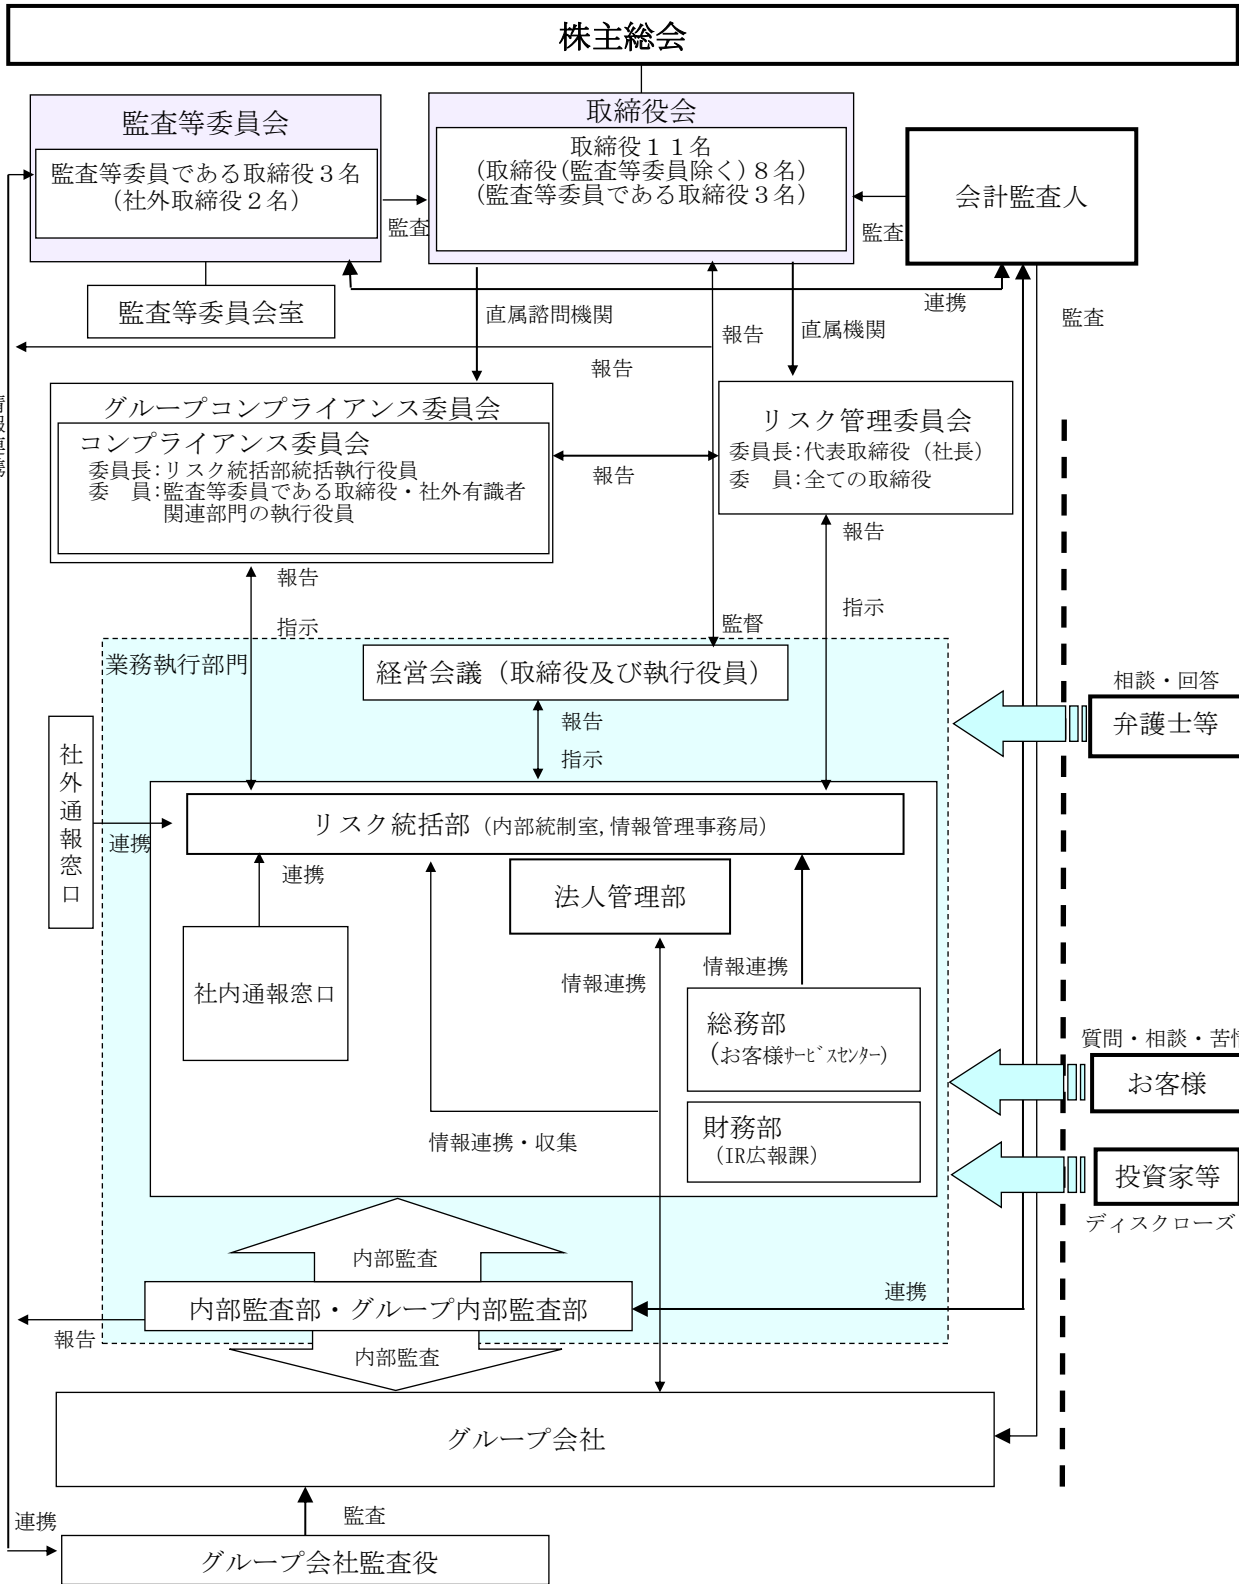 株主総会
監査等委員会
監査等委員である取締役３名
（社外取締役２名）
監査等委員会室
取締役会
取締役１１名
(取締役(監査等委員除く)８名)
(監査等委員である取締役３名)
会計監査人
監査
監査
連携
監査
直属諮問機関
報告
直属機関
報告
グループコンプライアンス委員会
コンプライアンス委員会
委員長:リスク統括部統括執行役員
委　員:監査等委員である取締役・社外有識者
関連部門の執行役員
報告
リスク管理委員会
委員長:代表取締役（社長）
委　員:全ての取締役
報告
指示
報告
指示
監督
業務執行部門
経営会議（取締役及び執行役員）
報告
指示
相談・回答
弁護士等
社外通報窓口
連携
リスク統括部（内部統制室,情報管理事務局）
連携
法人管理部
社内通報窓口
情報連携
情報連携
総務部
(お客様ｻｰﾋﾞｽｾﾝﾀｰ)
財務部
（IR広報課）
情報連携・収集
質問・相談・苦情
お客様
投資家等
ディスクローズ
内部監査
内部監査部・グループ内部監査部
連携
報告
内部監査
グループ会社
監査
連携
グループ会社監査役